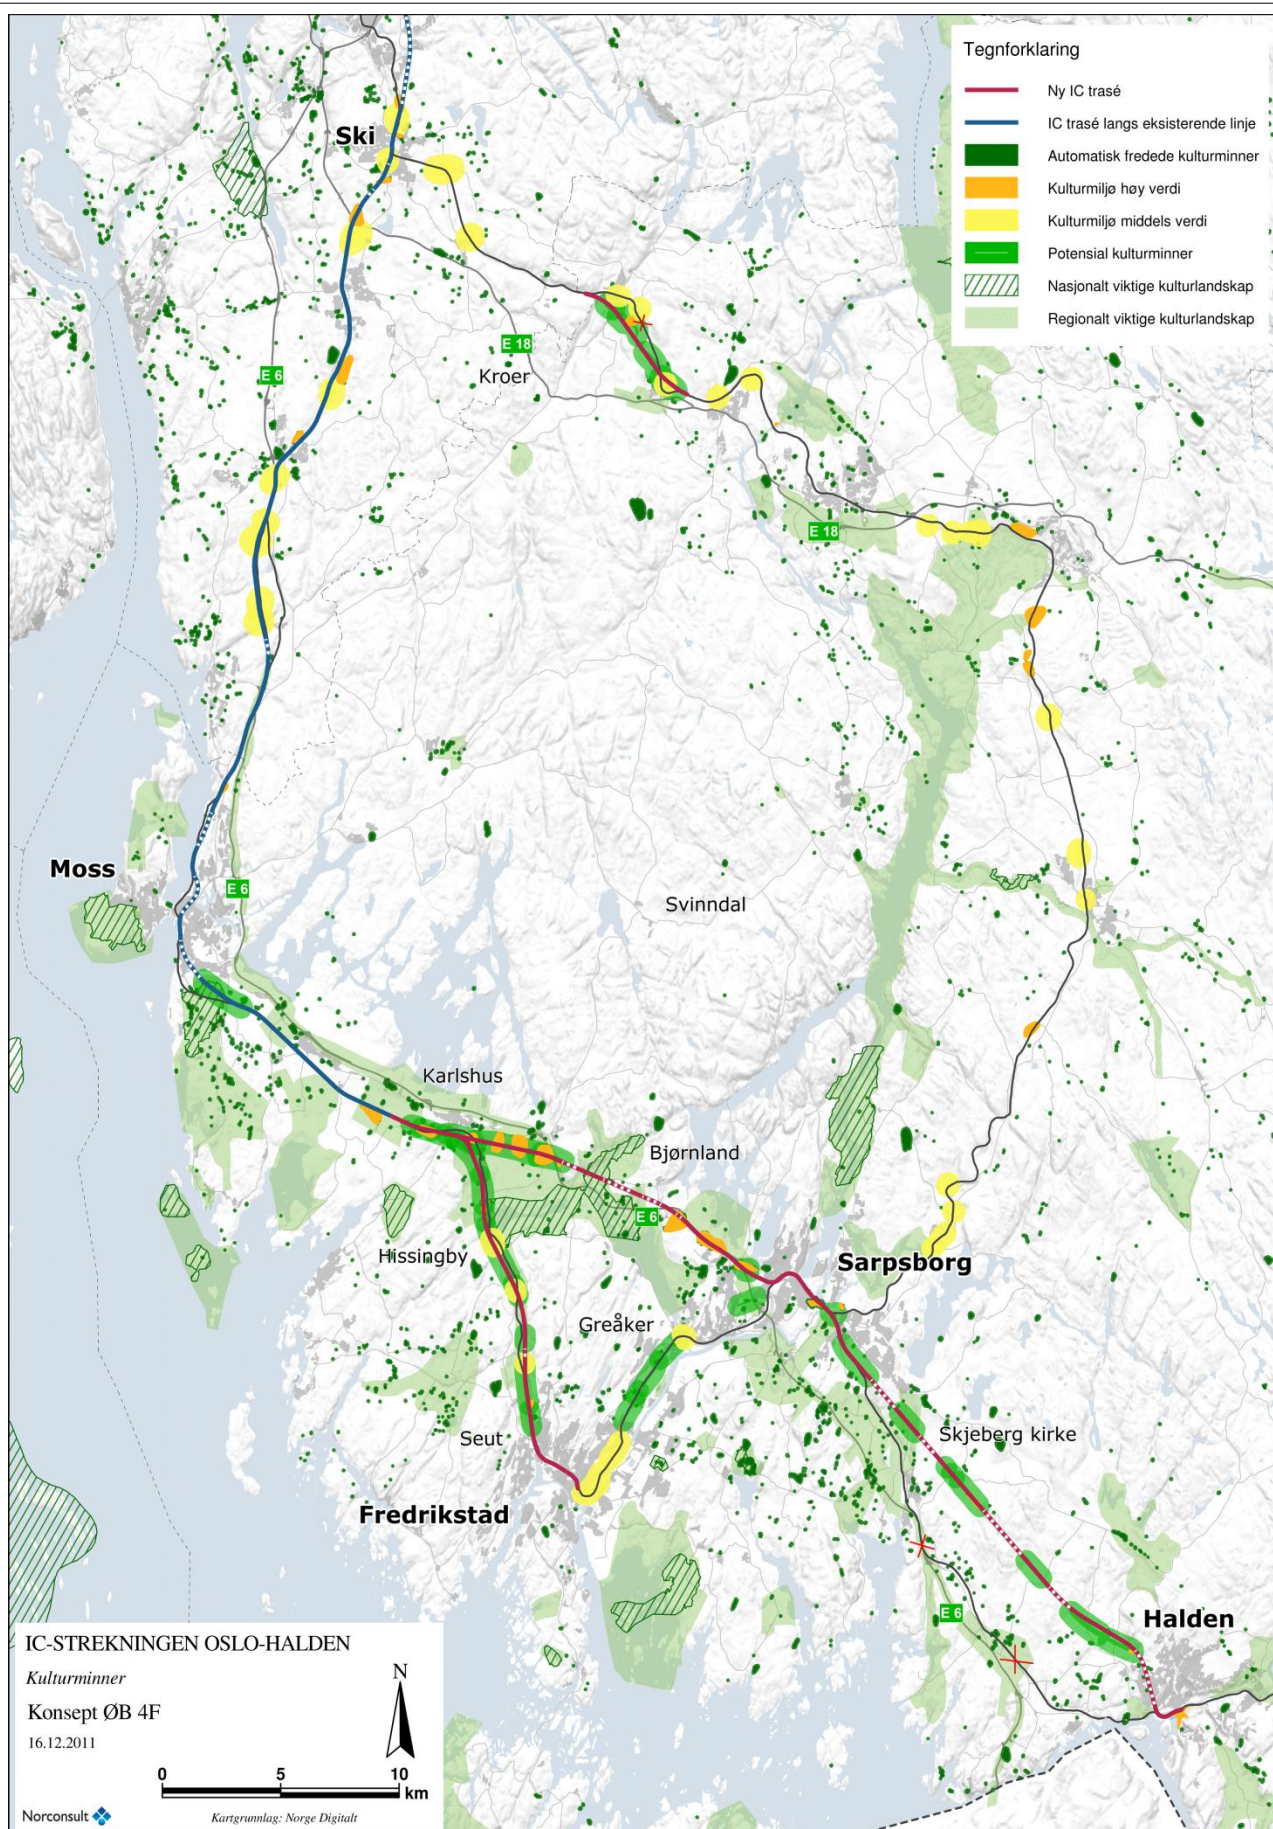 Tegnforklaring
Ny IC trasé
IC trasé langs eksisterende linje
Automatisk fredede kulturminner
Kulturmiljø høy verdi
Kulturmiljø middels verdi
Potensial kulturminner
Nasjonalt viktige kulturlandskap
Regionalt viktige kulturlandskap
Ski
E 18
Kroer
E 6
E 18
Moss
E 6
Svinndal
Karlshus
Bjørnland
E 6
Hissingby
Sarpsborg
Greåker
Seut
Skjeberg kirke
Fredrikstad
E 6
Halden
IC-STREKNINGEN OSLO-HALDEN
Kulturminner
Konsept ØB 4F
16.12.2011
N
0 5 10
km
Norconsult
Kartgrunnlag: Norge Digitalt